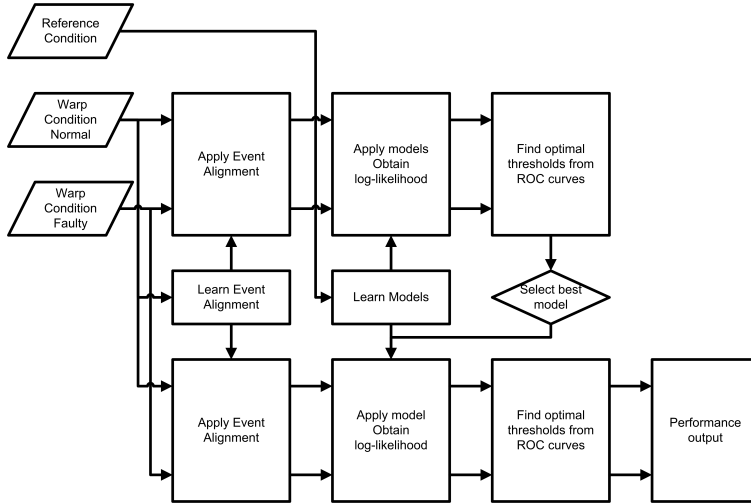 Reference
Condition
Warp
Condition
Normal
Apply Event
Alignment
Apply models
Obtain
log-likelihood
Find optimal
thresholds from
ROC curves
Warp
Condition
Faulty
Learn Event
Alignment
Learn Models
Select best
model
Apply Event
Alignment
Apply model
Obtain
log-likelihood
Find optimal
thresholds from
ROC curves
Performance
output